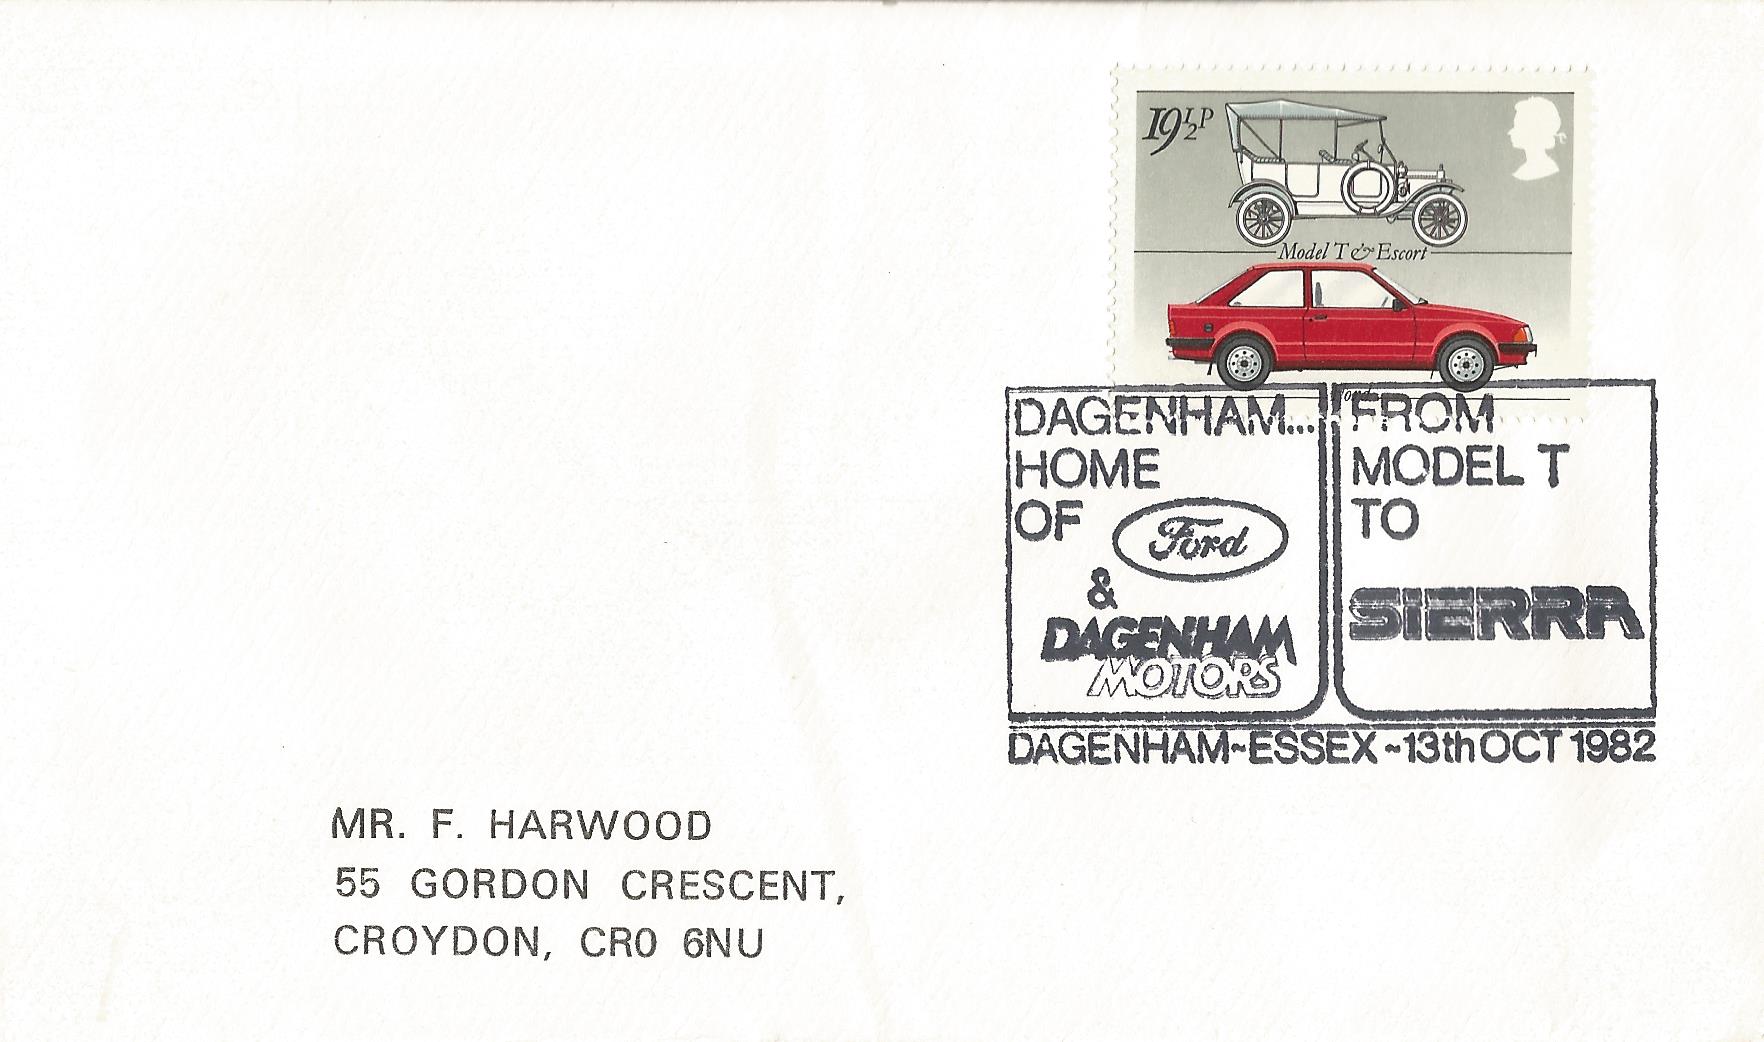 19½P
Model T & Escort
Ford
DAGENHAM...
HOME
OF Ford
&
DAGENHAM
MOTORS
FROM
MODEL T
TO
SIERRA
DAGENHAM~ESSEX~13th OCT 1982
MR. F. HARWOOD
55 GORDON CRESCENT,
CROYDON, CR0 6NU